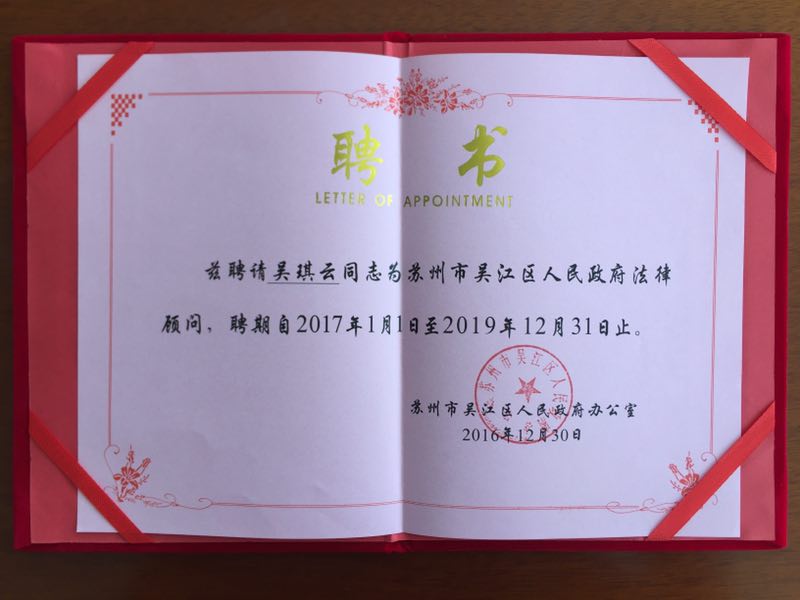 聘书
LETTER OF APPOINTMENT
兹聘请吴琪云同志为苏州市吴江区人民政府法律
顾问，聘期自2017年1月1日至2019年12月31日止。
苏州市吴江区人民政府办公室
2016年12月30日